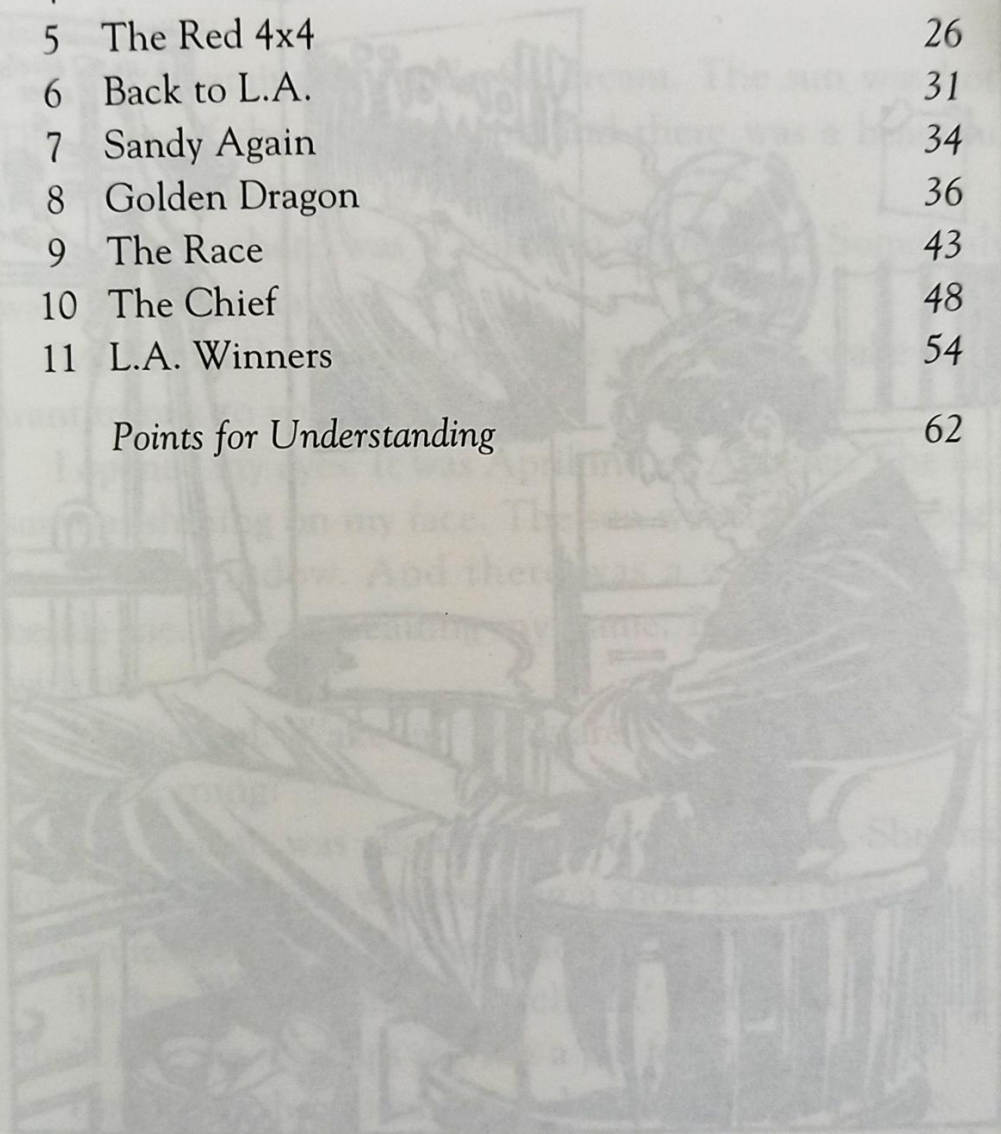 5 The Red 4x4 26
6 Back to L.A. 31
7 Sandy Again 34
8 Golden Dragon 36
9 The Race 43
10 The Chief 48
11 L.A. Winners 54
Points for Understanding 62